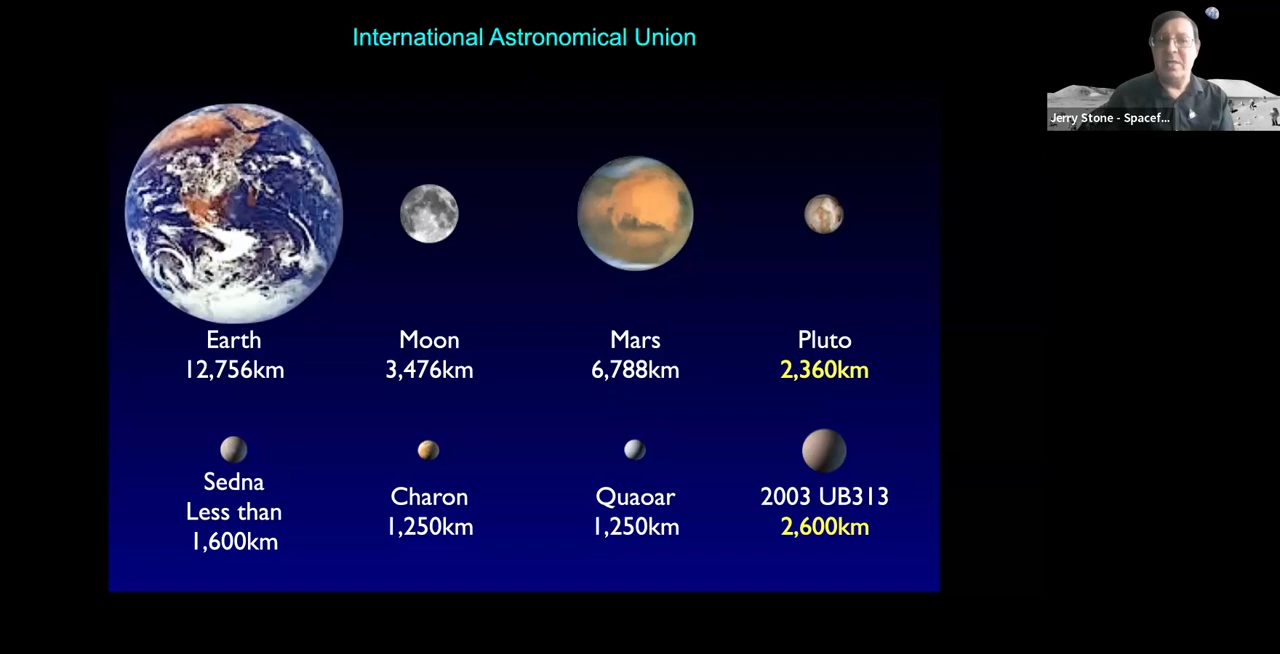 International Astronomical Union
Jerry Stone - Spacef...
Earth
12,756km
Moon
3,476km
Mars
6,788km
Pluto
2,360km
Sedna
Less than
1,600km
Charon
1,250km
Quaoar
1,250km
2003 UB313
2,600km